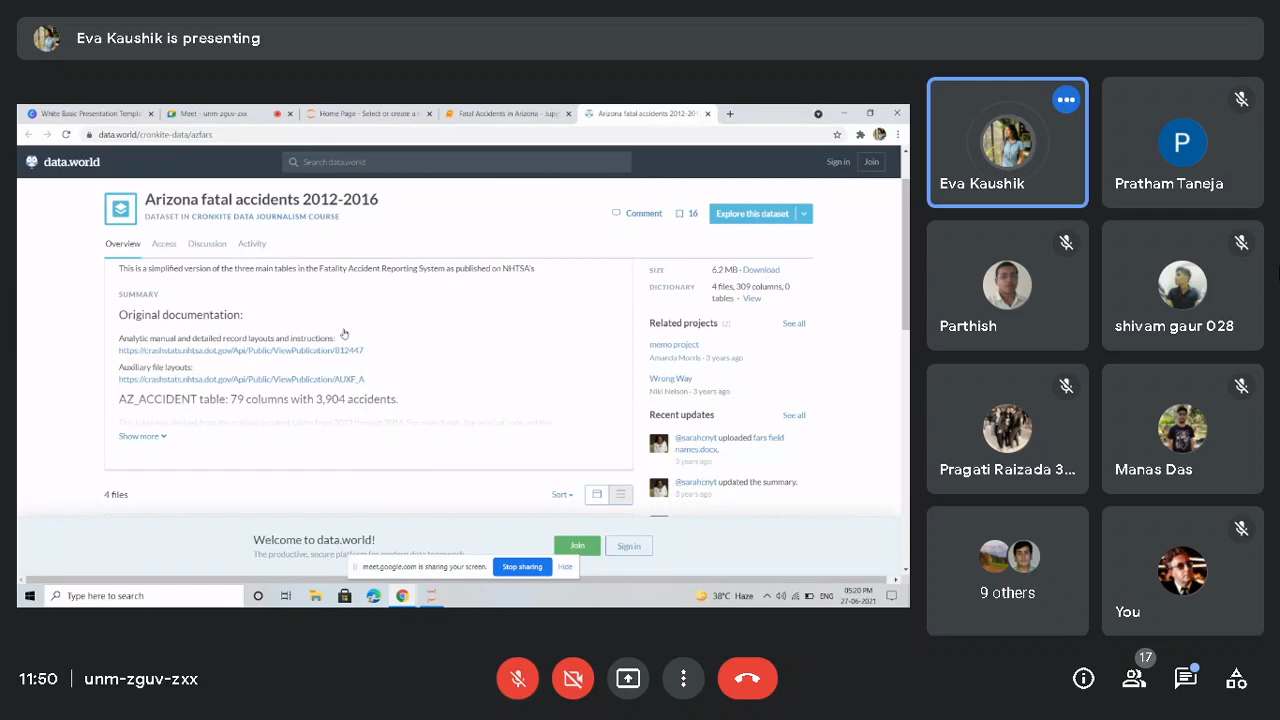 Eva Kaushik is presenting
White Basic Presentation Templa
Meet - unm-zguv-zxx
Home Page - Select or create a n
Fatal Accidents in Arizona - Jupy
Arizona fatal accidents 2012-201
data.world/cronkite-data/azfars
data.world
Search data.world
Sign in
Join
Arizona fatal accidents 2012-2016
DATASET IN CRONKITE DATA JOURNALISM COURSE
Comment
16
Explore this dataset
Overview
Access
Discussion
Activity
This is a simplified version of the three main tables in the Fatality Accident Reporting System as published on NHTSA's
SUMMARY
Original documentation:
Analytic manual and detailed record layouts and instructions:
https://crashstats.nhtsa.dot.gov/Api/Public/ViewPublication/812447
Auxiliary file layouts:
https://crashstats.nhtsa.dot.gov/Api/Public/ViewPublication/AUXF_A
AZ_ACCIDENT table: 79 columns with 3,904 accidents.
Show more
4 files
Sort
SIZE
6.2 MB · Download
DICTIONARY
4 files, 309 columns, 0
tables · View
Related projects (2)
See all
memo project
Amanda Morris · 3 years ago
Wrong Way
Niki Nelson · 3 years ago
Recent updates
See all
@sarahcnyt uploaded fars field
names.docx.
3 years ago
@sarahcnyt updated the summary.
3 years ago
Welcome to data.world!
Join
Sign in
meet.google.com is sharing your screen.
Stop sharing
Hide
Type here to search
38°C Haze
ENG
05:20 PM
27-06-2021
Eva Kaushik
P
Pratham Taneja
Parthish
shivam gaur 028
Pragati Raizada 3...
Manas Das
9 others
You
11:50
unm-zguv-zxx
17